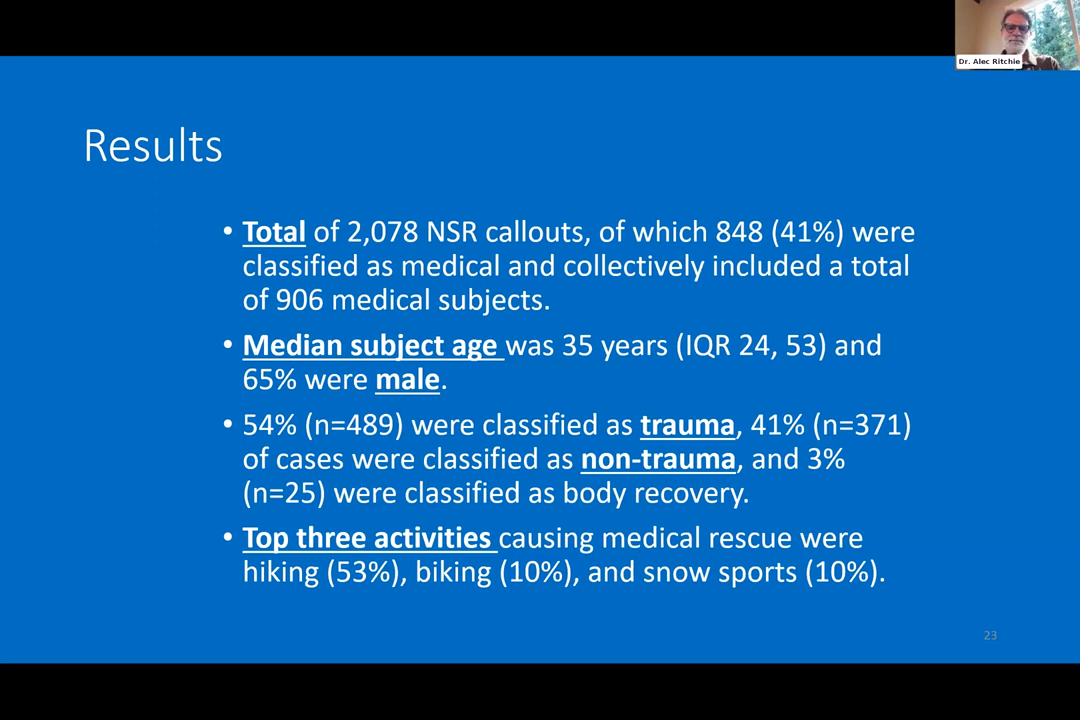 Dr. Alec Ritchie
Results
• Total of 2,078 NSR callouts, of which 848 (41%) were
classified as medical and collectively included a total
of 906 medical subjects.
• Median subject age was 35 years (IQR 24, 53) and
65% were male.
• 54% (n=489) were classified as trauma, 41% (n=371)
of cases were classified as non-trauma, and 3%
(n=25) were classified as body recovery.
• Top three activities causing medical rescue were
hiking (53%), biking (10%), and snow sports (10%).
23